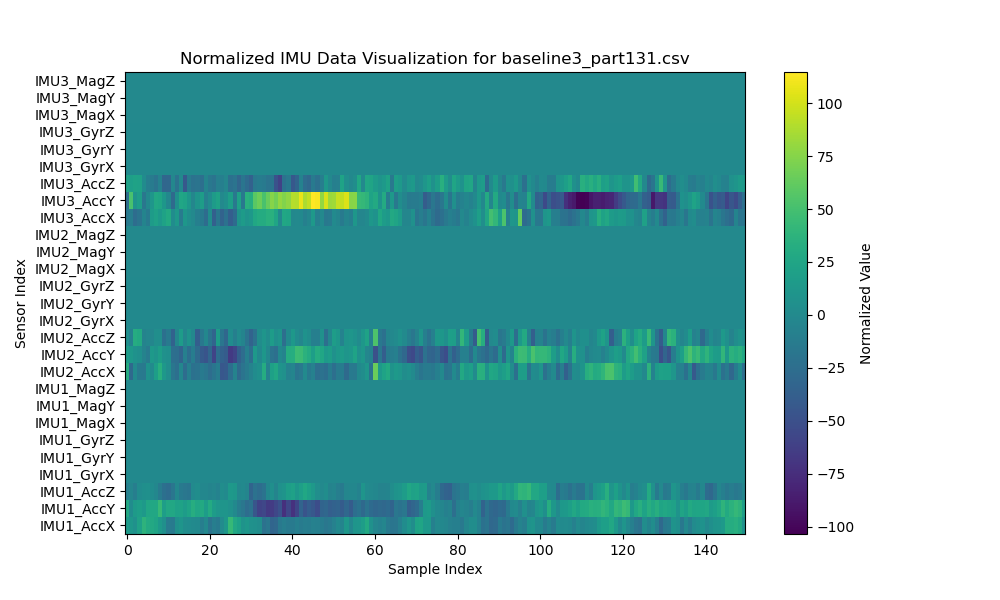 Normalized IMU Data Visualization for baseline3_part131.csv
IMU3_MagZ
IMU3_MagY
IMU3_MagX
IMU3_GyrZ
IMU3_GyrY
IMU3_GyrX
IMU3_AccZ
IMU3_AccY
IMU3_AccX
IMU2_MagZ
IMU2_MagY
IMU2_MagX
IMU2_GyrZ
IMU2_GyrY
IMU2_GyrX
IMU2_AccZ
IMU2_AccY
IMU2_AccX
IMU1_MagZ
IMU1_MagY
IMU1_MagX
IMU1_GyrZ
IMU1_GyrY
IMU1_GyrX
IMU1_AccZ
IMU1_AccY
IMU1_AccX
Sensor Index
0 20 40 60 80 100 120 140
Sample Index
100
75
50
25
0
−25
−50
−75
−100
Normalized Value